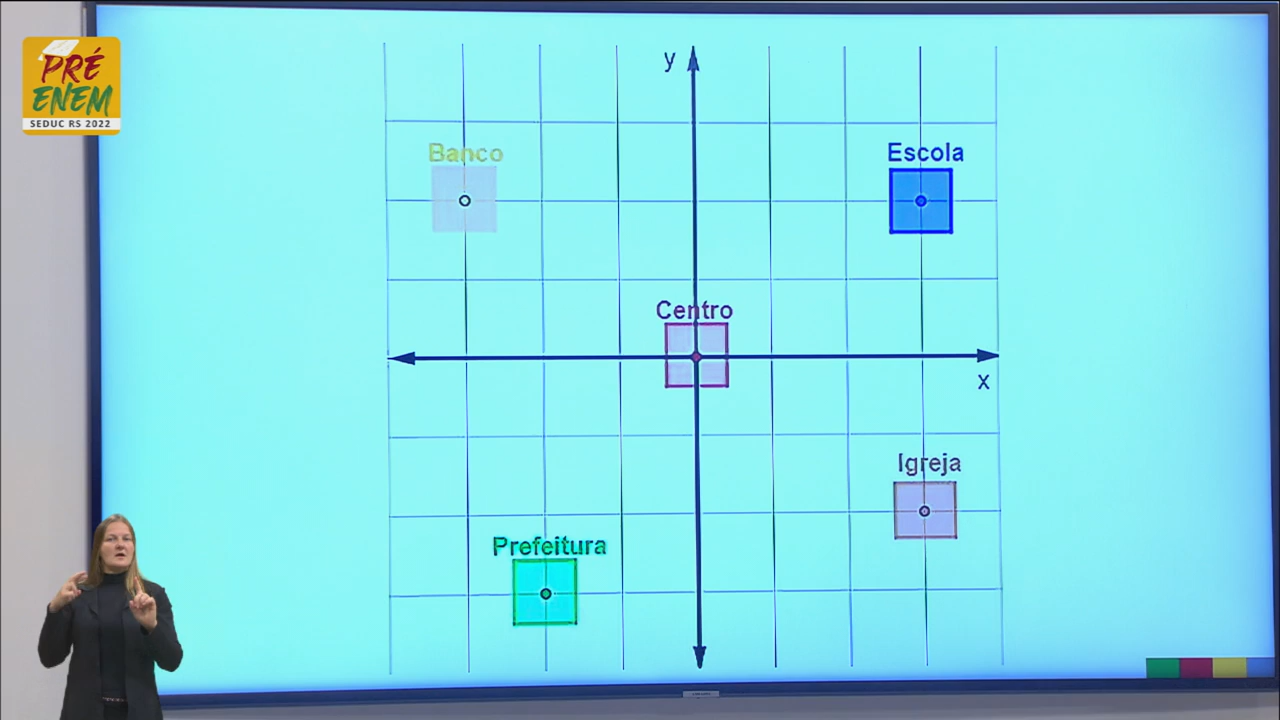 PRÉ
ENEM
SEDUC RS 2022
y
Banco
Escola
Centro
x
Igreja
Prefeitura